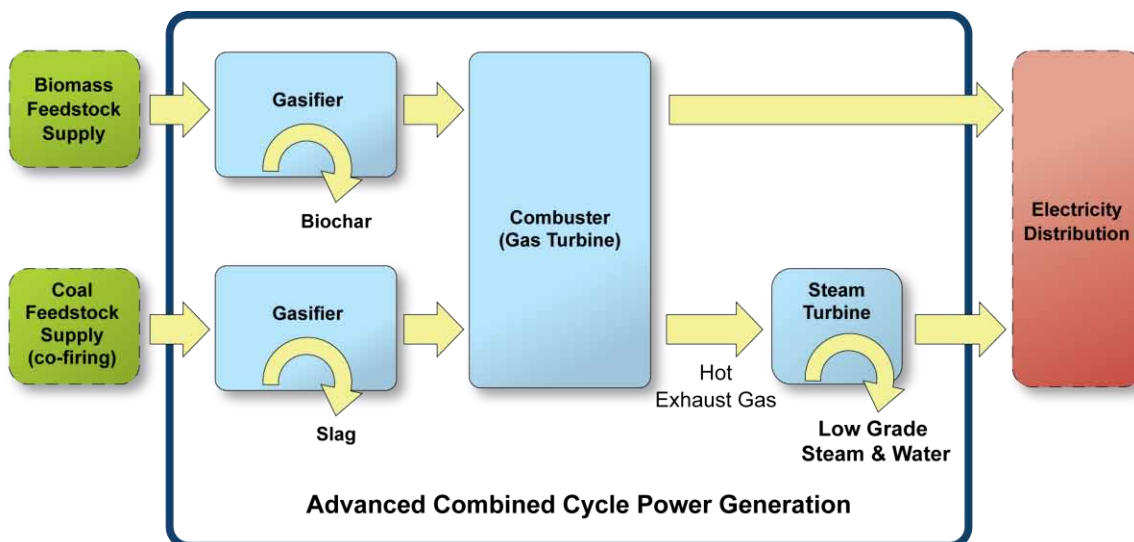 Biomass
Feedstock
Supply
Gasifier
Biochar
Coal
Feedstock
Supply
(co-firing)
Gasifier
Slag
Combuster
(Gas Turbine)
Hot
Exhaust Gas
Steam
Turbine
Low Grade
Steam & Water
Electricity
Distribution
Advanced Combined Cycle Power Generation